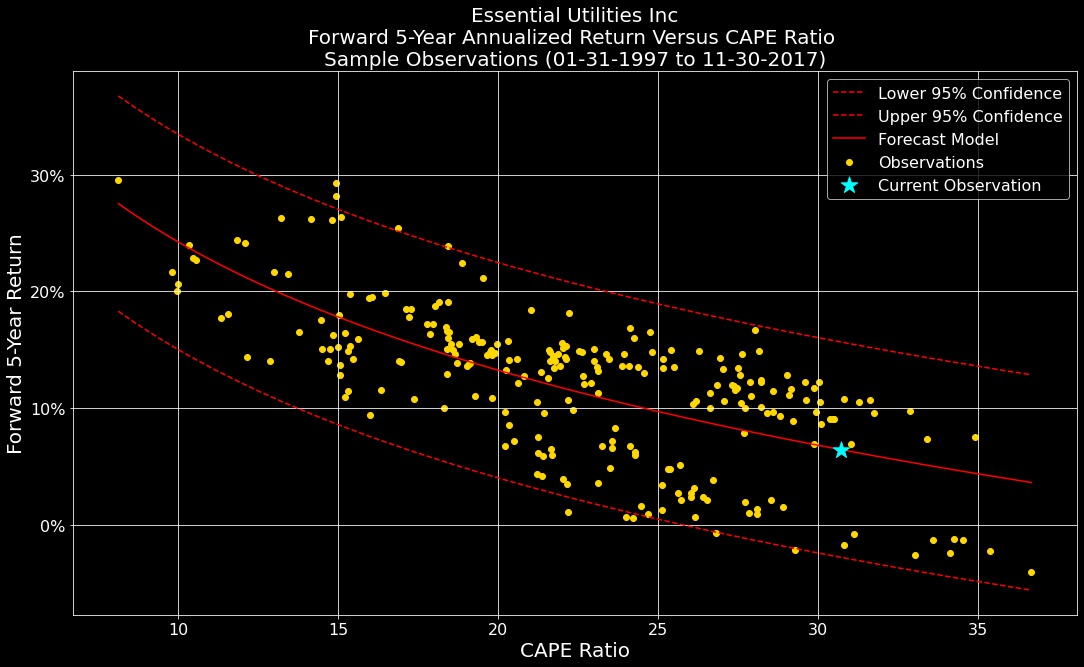 Essential Utilities Inc
Forward 5-Year Annualized Return Versus CAPE Ratio
Sample Observations (01-31-1997 to 11-30-2017)
Lower 95% Confidence
Upper 95% Confidence
Forecast Model
Observations
Current Observation
Forward 5-Year Return
30%
20%
10%
0%
10 15 20 25 30 35
CAPE Ratio